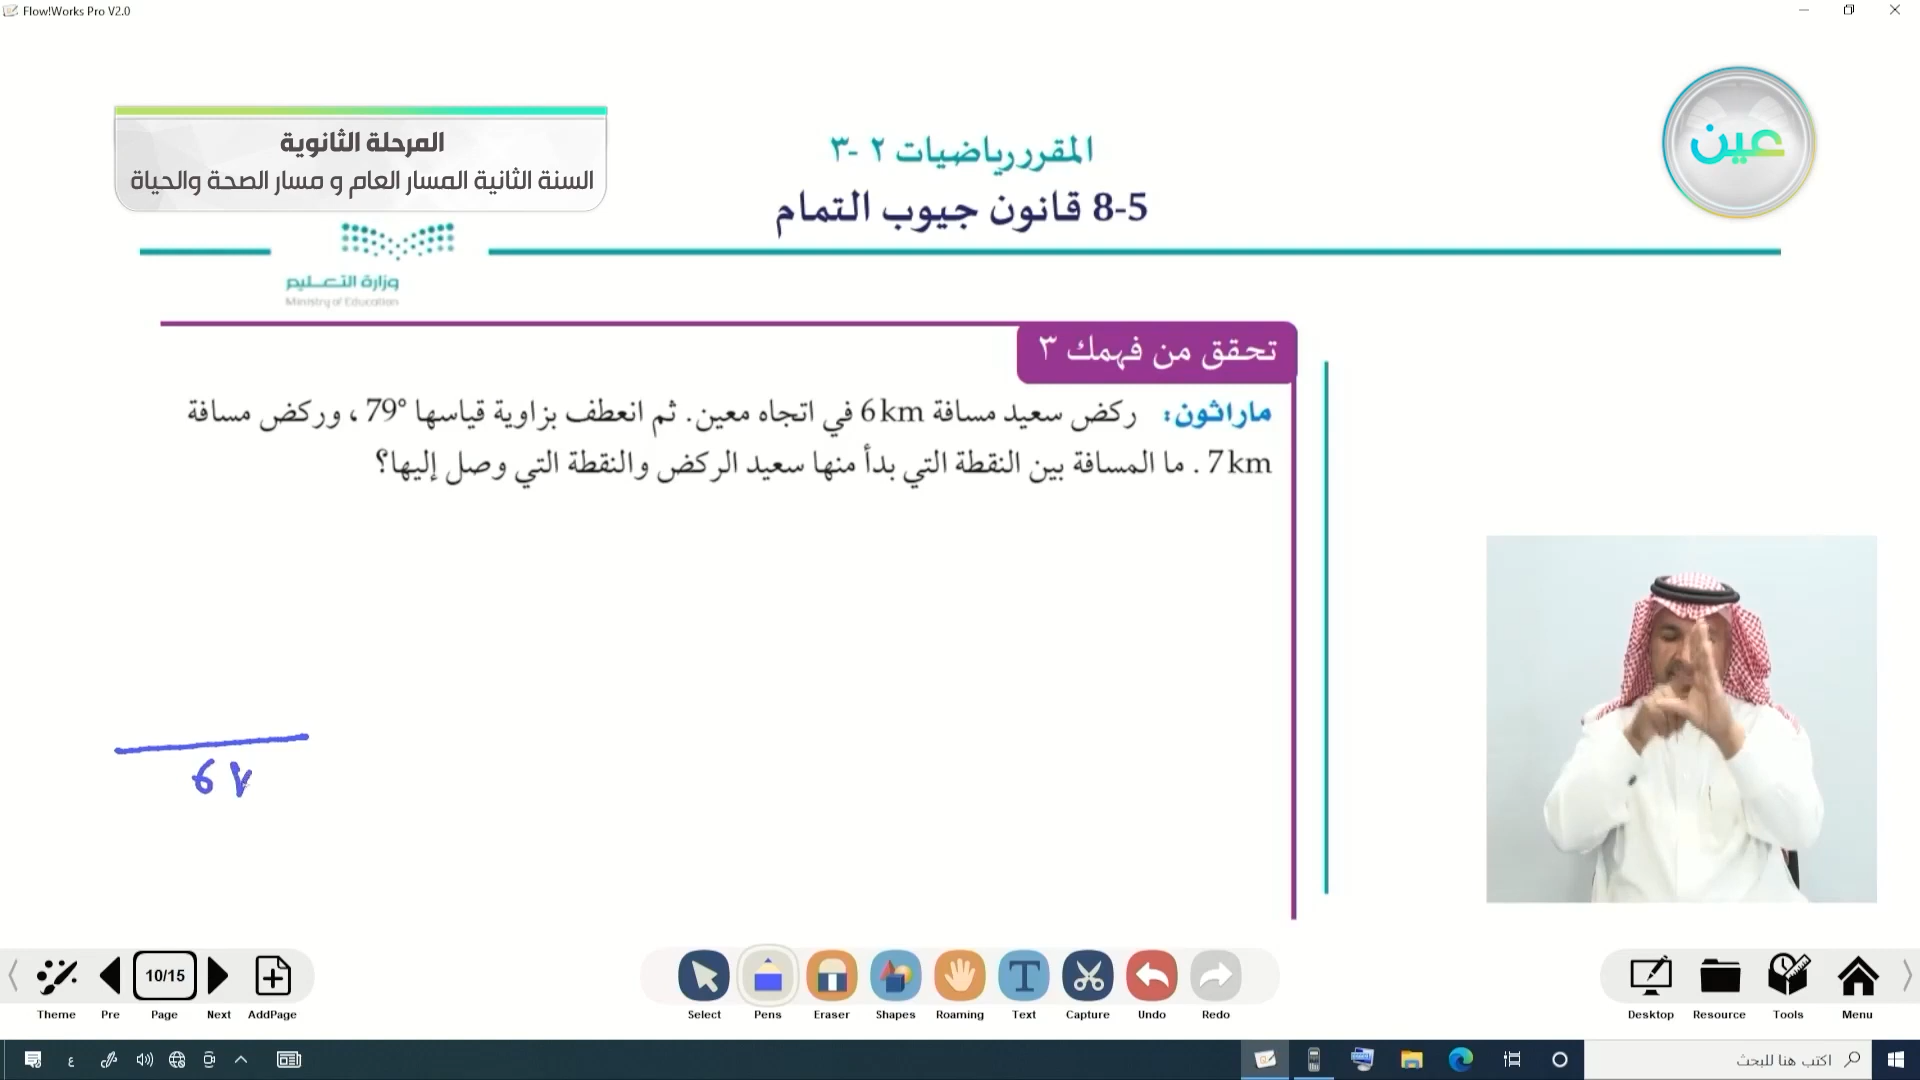 Flow!Works Pro V2.0
عين
المقرر رياضيات ٢ -٣
8-5 قانون جيوب التمام
المرحلة الثانوية
السنة الثانية المسار العام و مسار الصحة والحياة
وزارة التعليم
Ministry of Education
تحقق من فهمك ٣
ماراثون: ركض سعيد مسافة 6 km في اتجاه معين. ثم انعطف بزاوية قياسها 79°، وركض مسافة
7 km . ما المسافة بين النقطة التي بدأ منها سعيد الركض والنقطة التي وصل إليها؟
6
10/15
Theme Pre Page Next AddPage
Select Pens Eraser Shapes Roaming Text Capture Undo Redo
Desktop Resource Tools Menu
ع
اكتب هنا للبحث